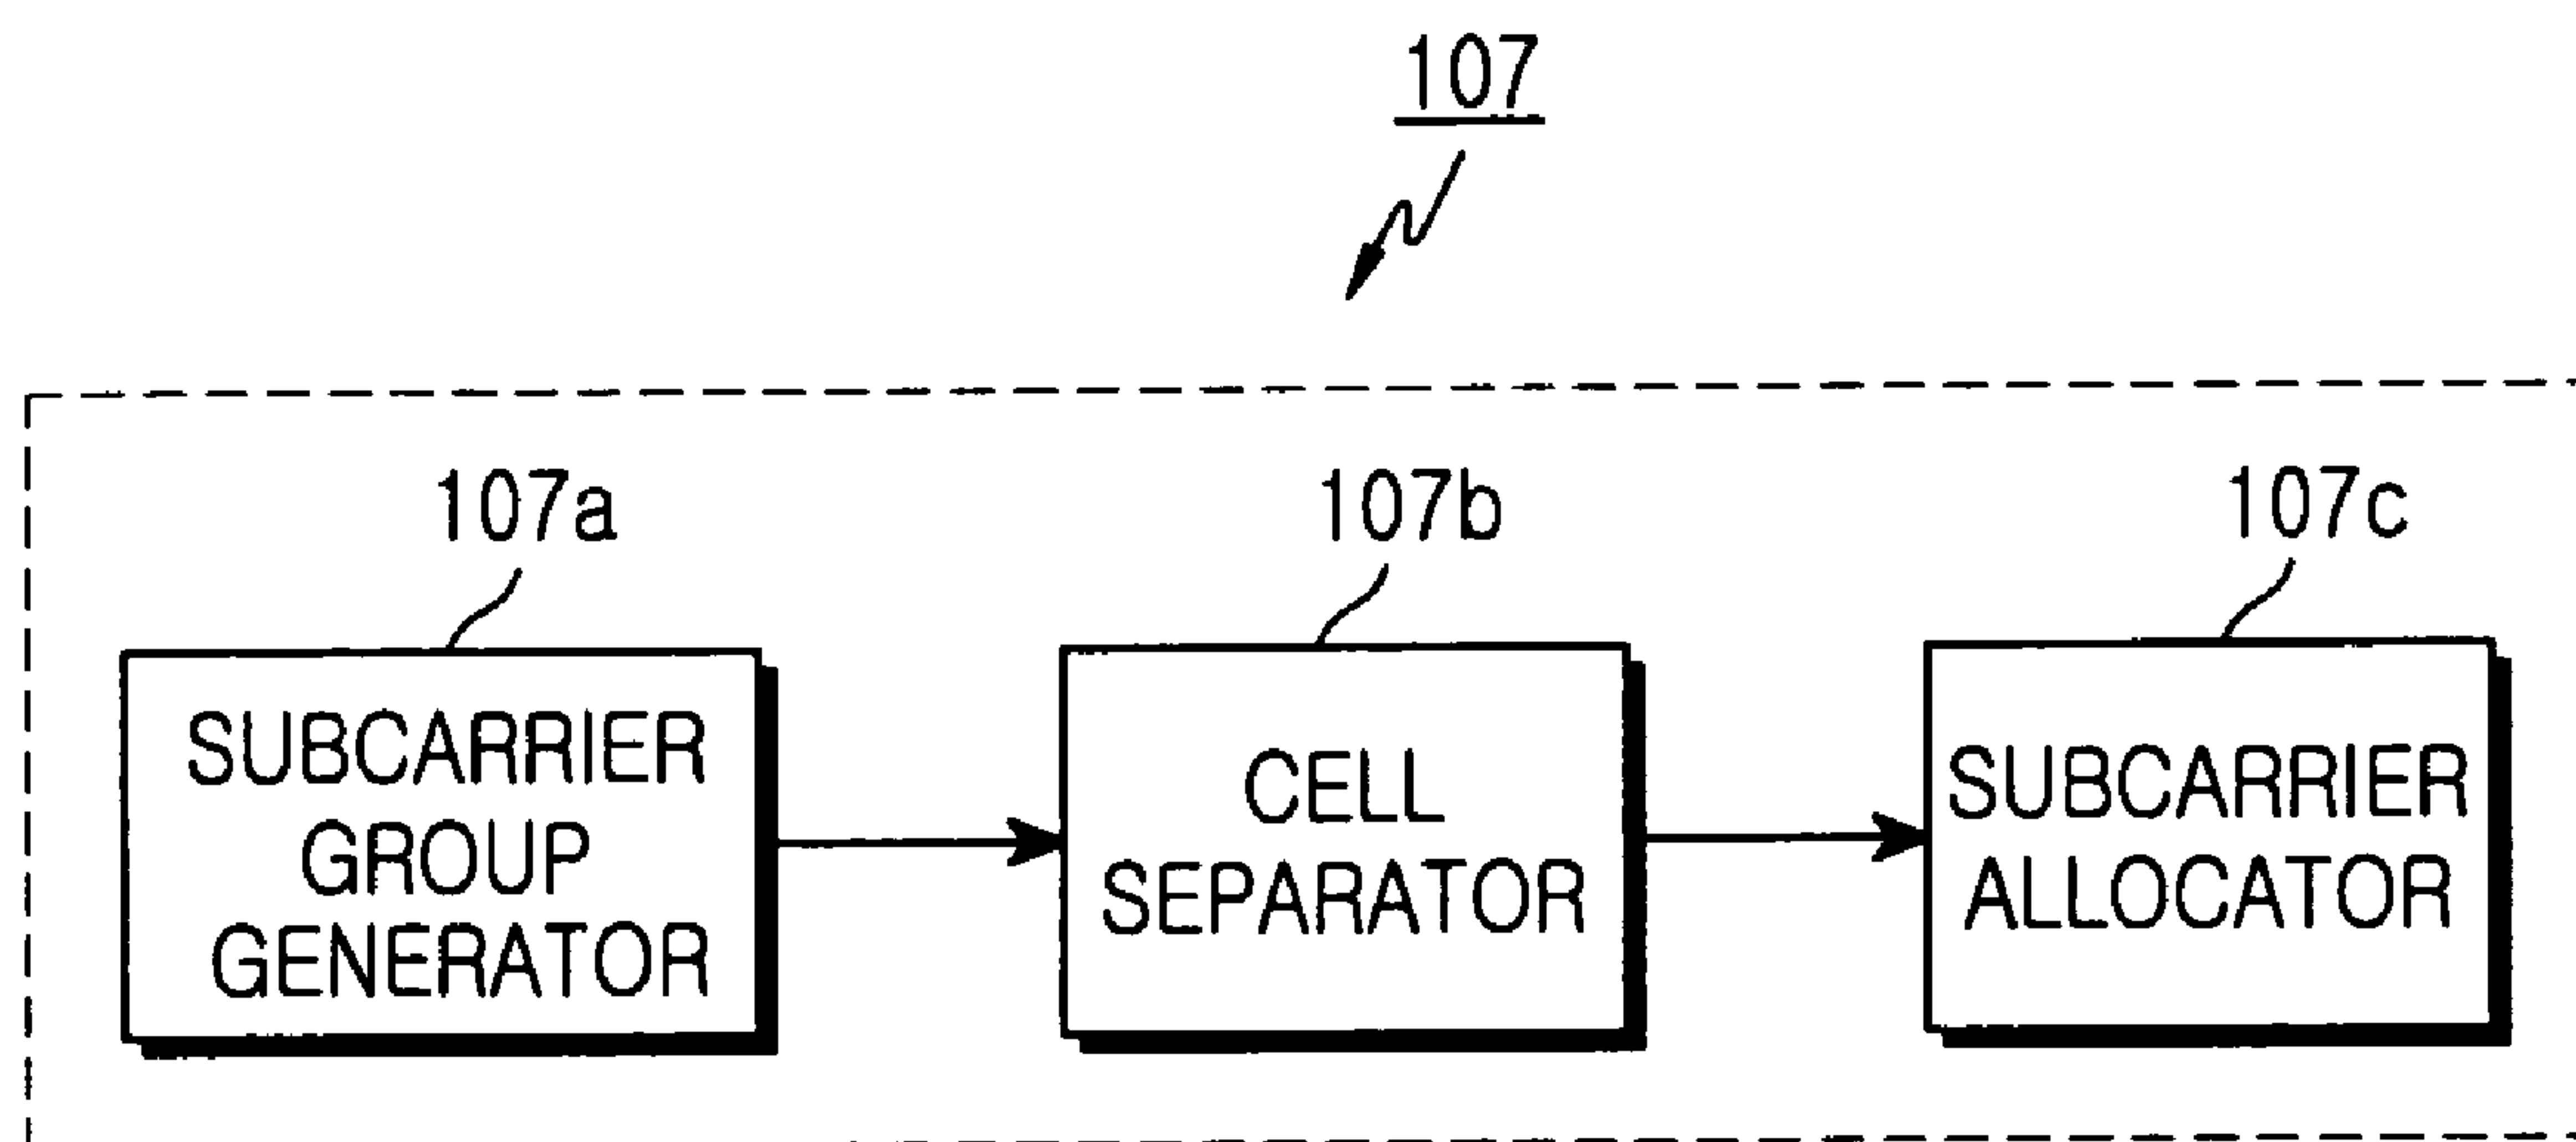 107
107a
107b
107c
SUBCARRIER
GROUP
GENERATOR
CELL
SEPARATOR
SUBCARRIER
ALLOCATOR